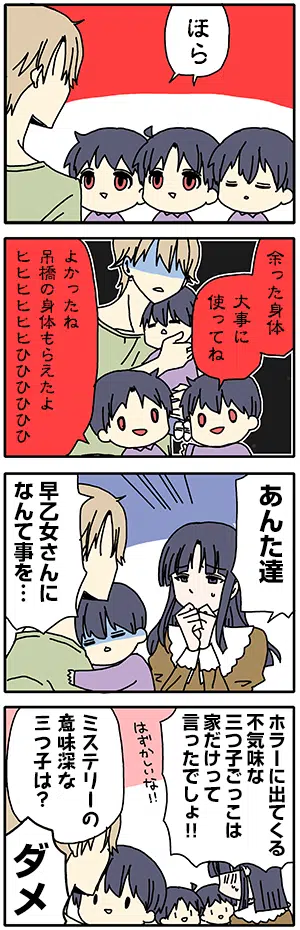 ほら
余った身体
大事に
使ってね
よかったね
吊橋の身体もらえたよ
ヒヒヒヒヒヒひひひひひひ
あんた達
早乙女さんに
なんて事を…
ホラーに出てくる
不気味な
三つ子ごっこは
家だけって
言ったでしょ!!
はずかしいな!!
ミステリーの
意味深な
三つ子は?
ダメ